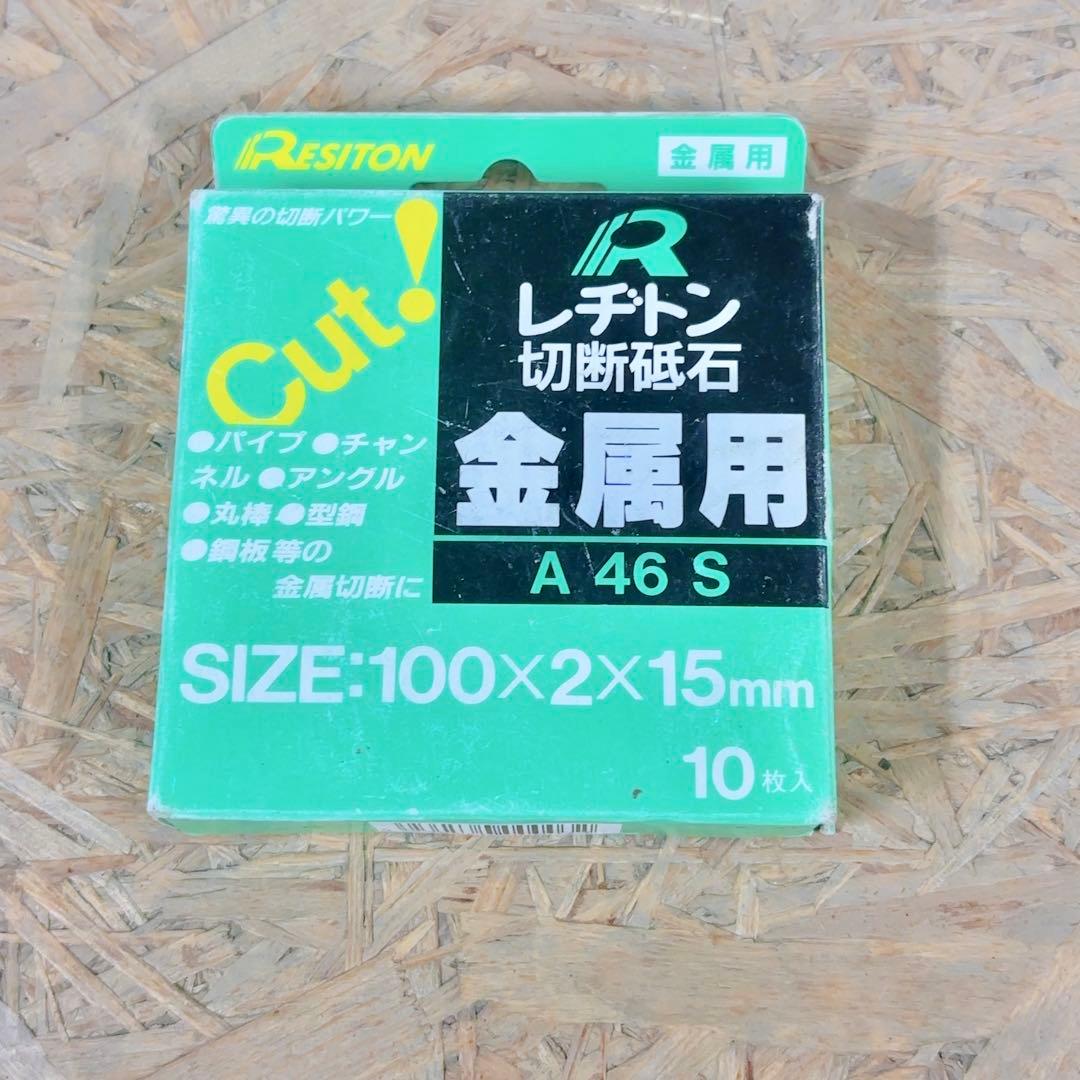 RESITON
金属用
驚異の切断パワー
Cut!
●パイプ ●チャン
ネル ●アングル
●丸棒 ●型鋼
●鋼板等の
金属切断に
R
レヂトン
切断砥石
金属用
A 46 S
SIZE:100×2×15mm
10枚入